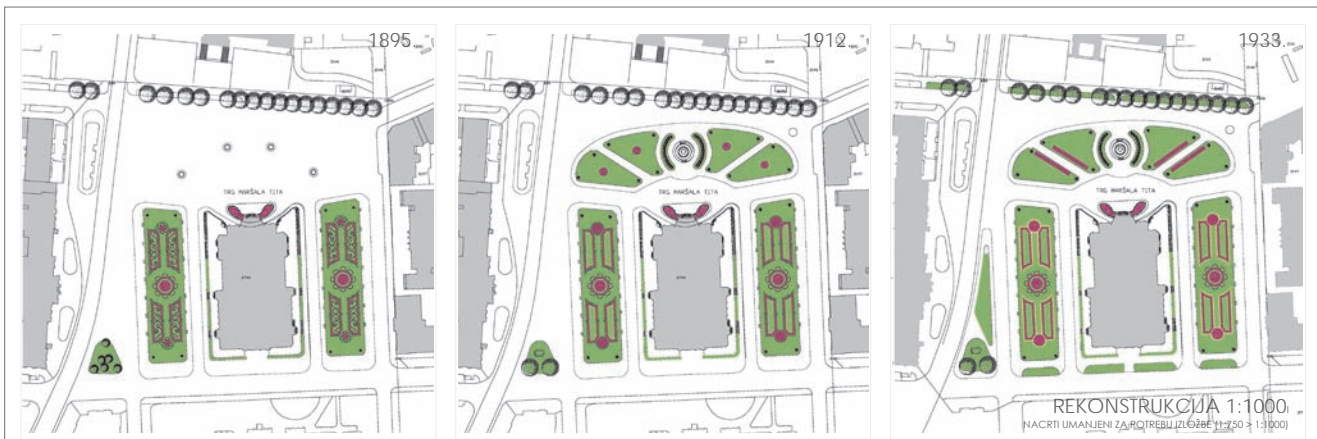 1895.
1912.
1933.
TRG MARŠALA TITA
TRG MARŠALA TITA
TRG MARŠALA TITA
REKONSTRUKCIJA 1:1000
NACRTI UMANJENI ZA POTREBU IZLOŽBE (1:750 > 1:1000)